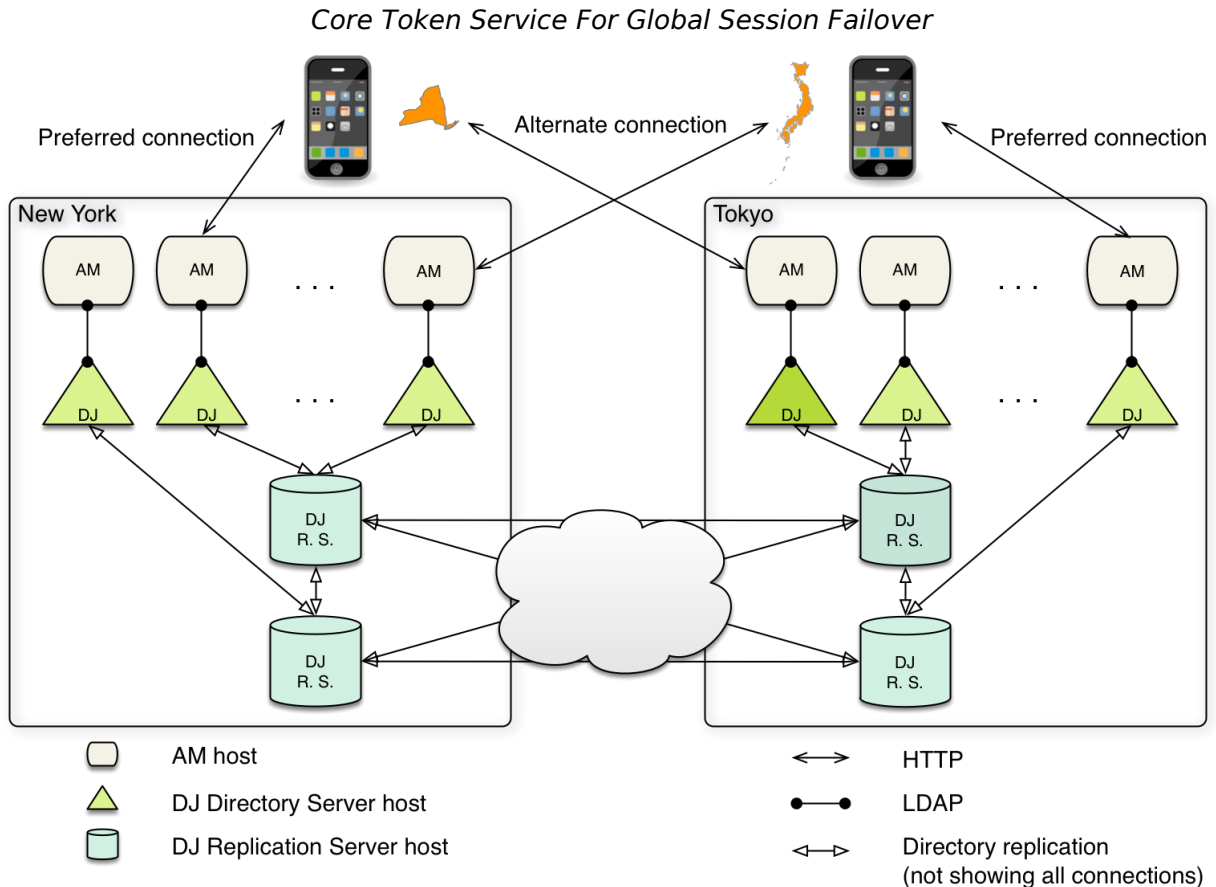 Core Token Service For Global Session Failover
Preferred connection
Alternate connection
Preferred connection
New York
Tokyo
AM
AM
. . .
AM
AM
AM
. . .
AM
DJ
DJ
. . .
DJ
DJ
DJ
. . .
DJ
DJ
R. S.
DJ
R. S.
DJ
R. S.
DJ
R. S.
AM host
HTTP
DJ Directory Server host
LDAP
DJ Replication Server host
Directory replication
(not showing all connections)